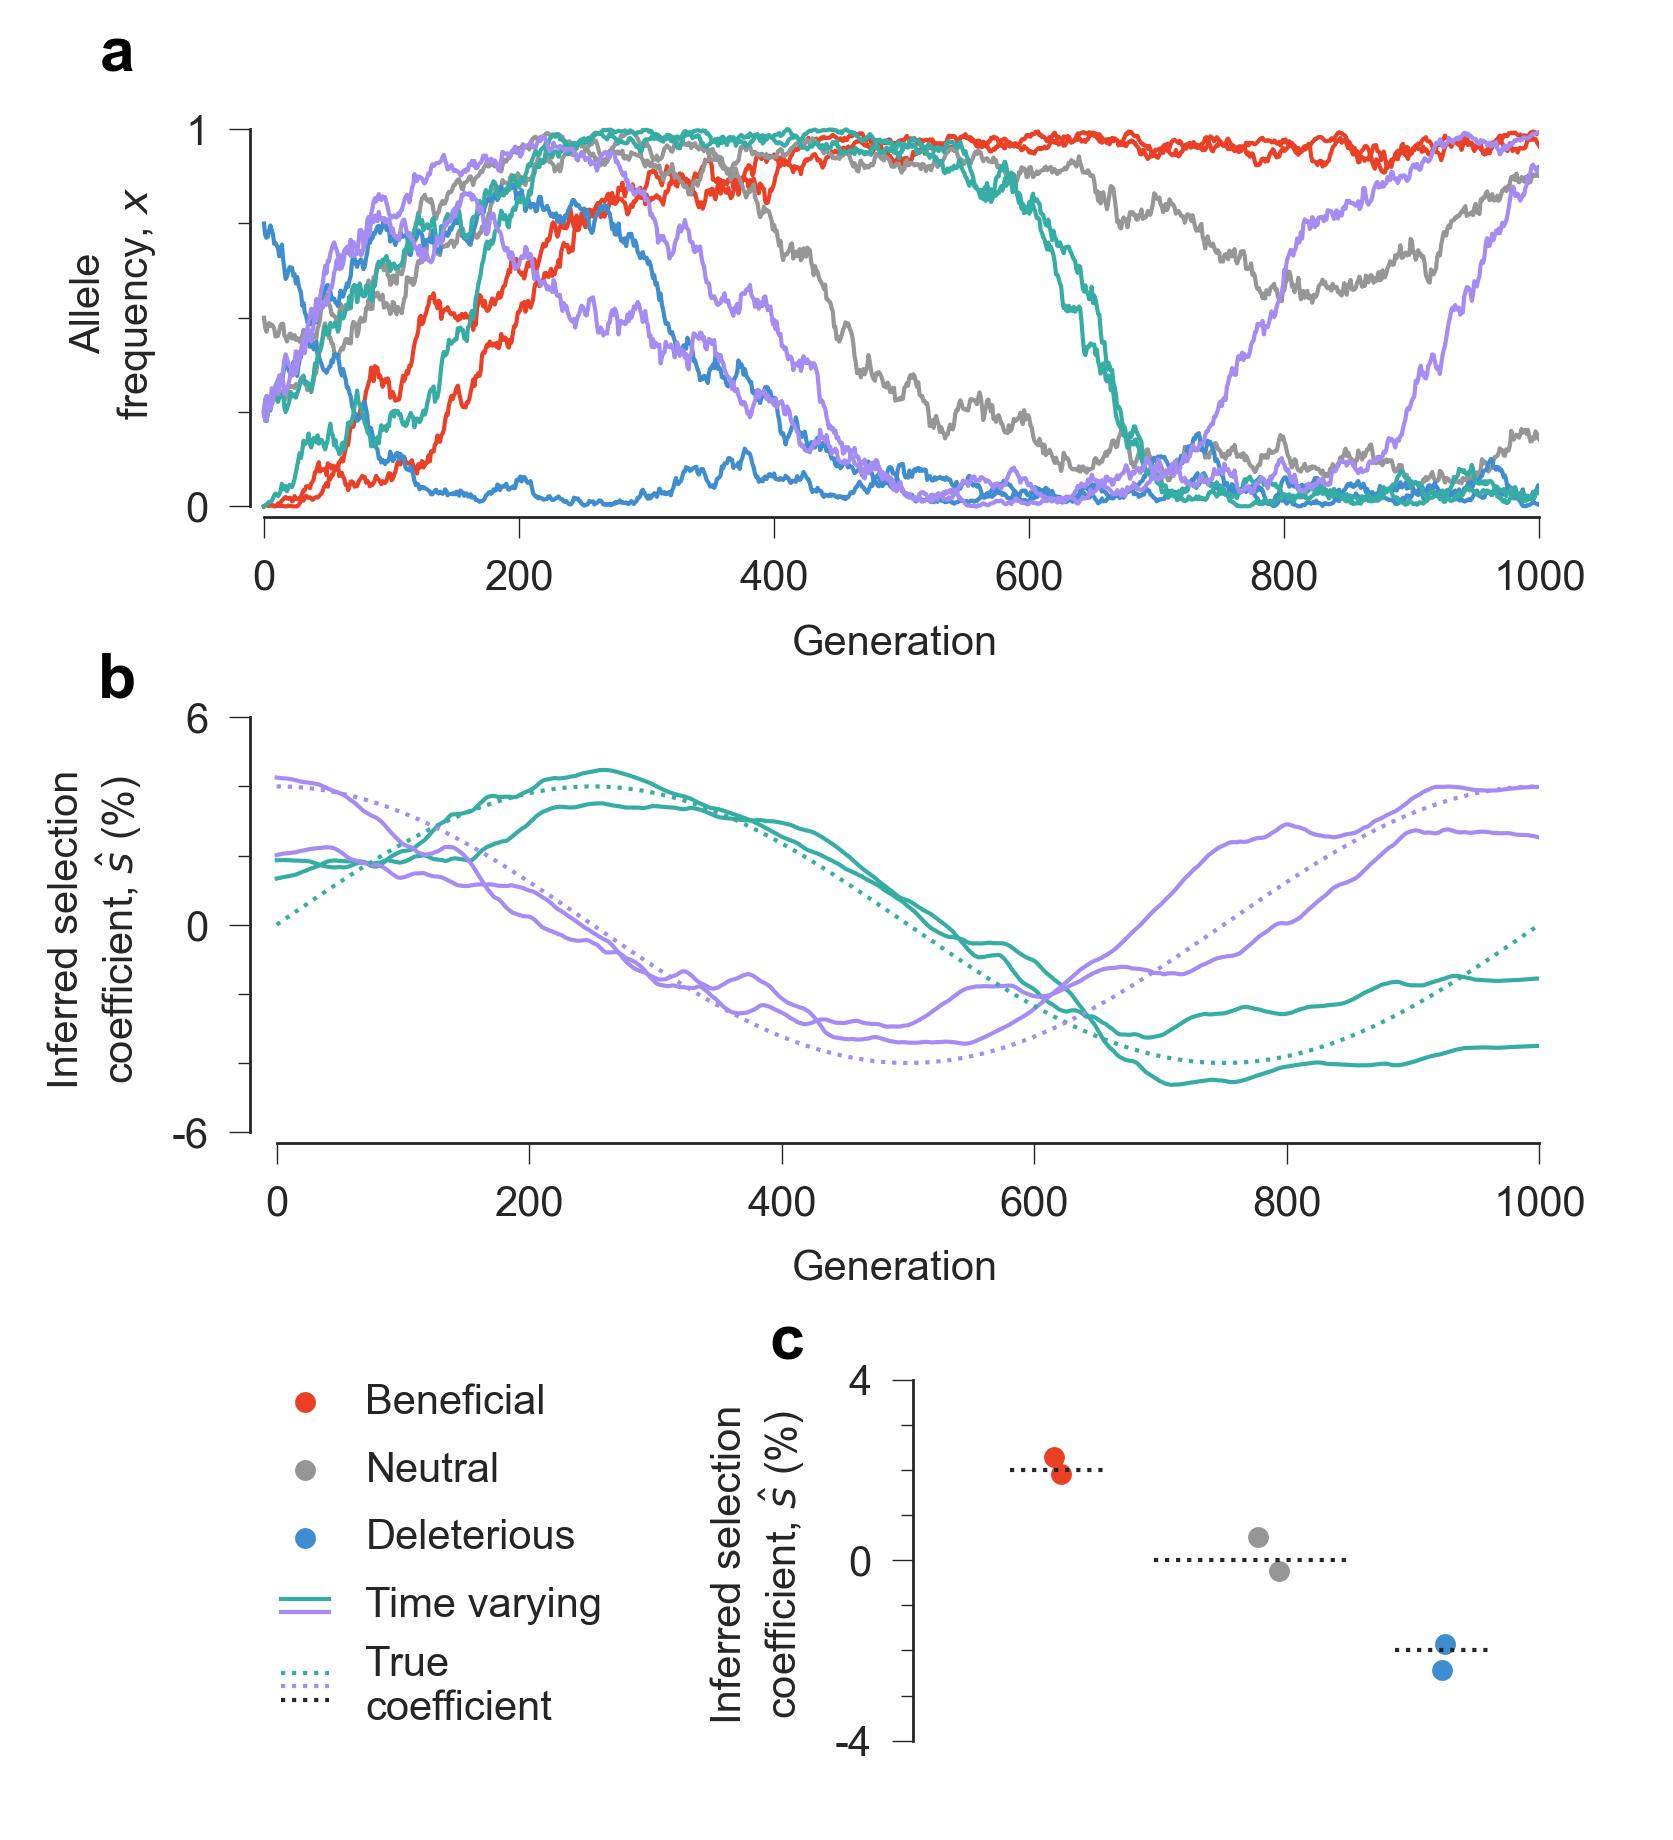 a
1
0
Allele
frequency, x
0 200 400 600 800 1000
Generation
b
6
0
-6
Inferred selection
coefficient, ŝ (%)
0 200 400 600 800 1000
Generation
c
4
0
-4
Inferred selection
coefficient, ŝ (%)
Beneficial
Neutral
Deleterious
Time varying
True
coefficient